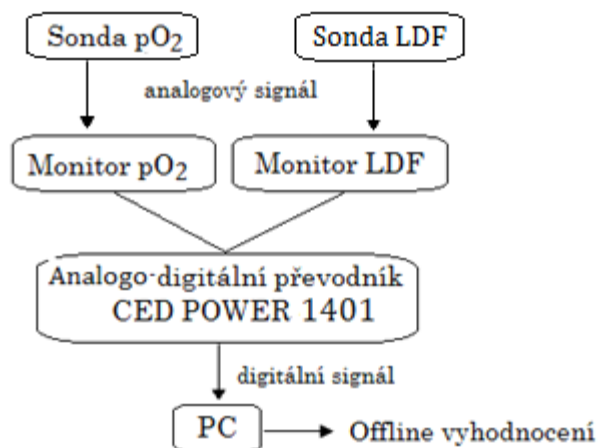 Sonda pO₂
Sonda LDF
analogový signál
Monitor pO₂
Monitor LDF
Analogo-digitální převodník
CED POWER 1401
digitální signál
PC
Offline vyhodnocení